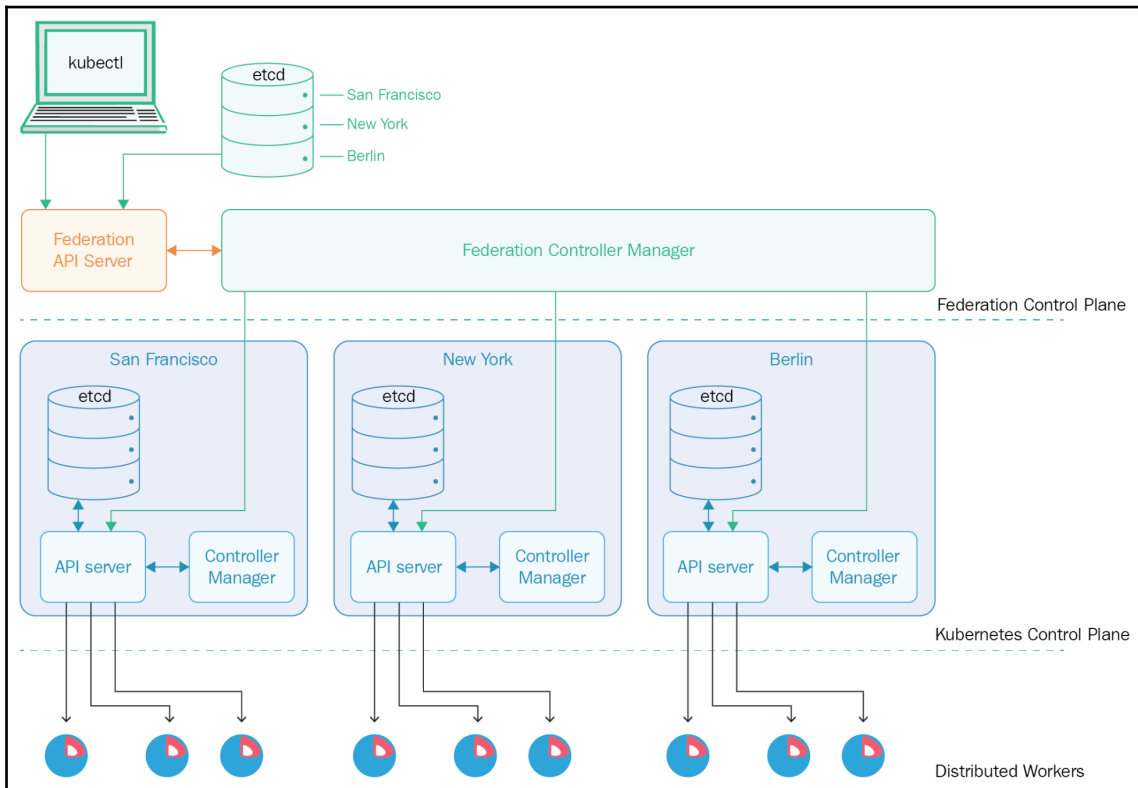 kubectl
etcd
San Francisco
New York
Berlin
Federation
API Server
Federation Controller Manager
Federation Control Plane
San Francisco
New York
Berlin
etcd
etcd
etcd
API server
Controller
Manager
API server
Controller
Manager
API server
Controller
Manager
Kubernetes Control Plane
Distributed Workers